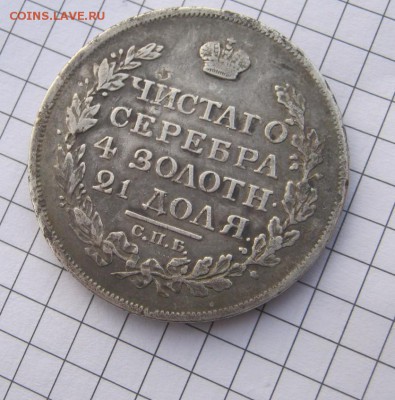 COINS.LAVE.RU
ЧИСТАГО
СЕРЕБРА
4 ЗОЛОТН.
21 ДОЛЯ.
С.П.Б.